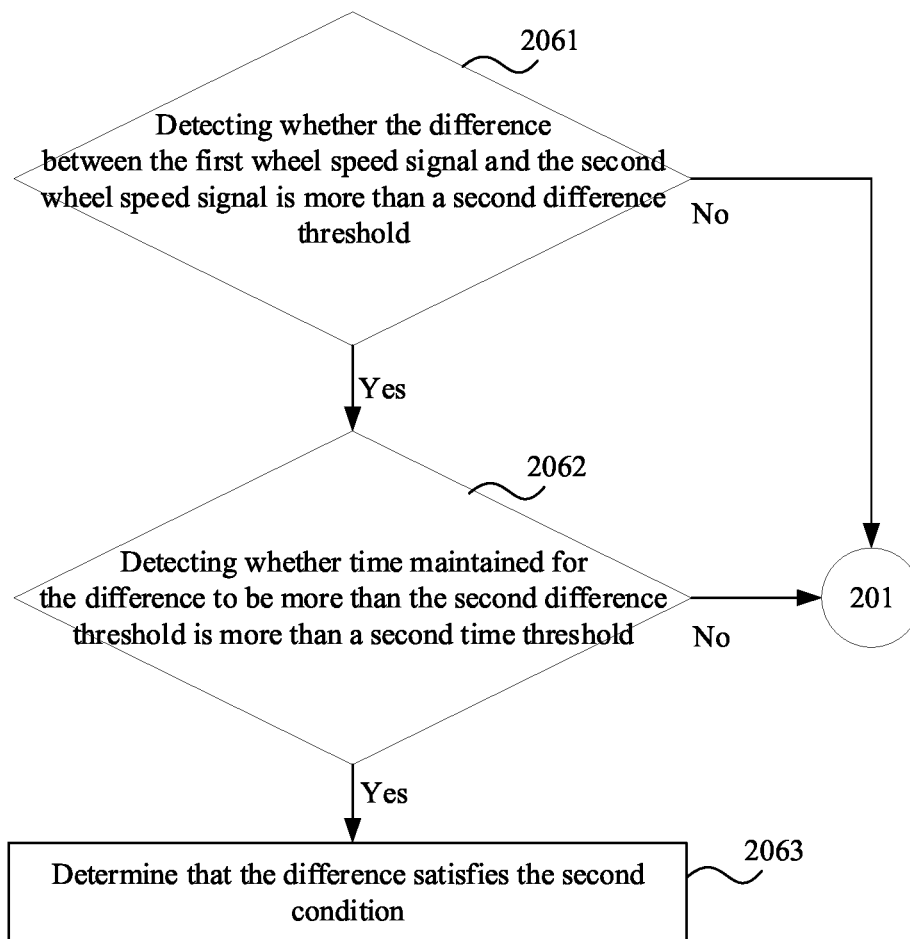 2061
Detecting whether the difference
between the first wheel speed signal and the second
wheel speed signal is more than a second difference
threshold
No
Yes
2062
Detecting whether time maintained for
the difference to be more than the second difference
threshold is more than a second time threshold
201
No
Yes
2063
Determine that the difference satisfies the second
condition